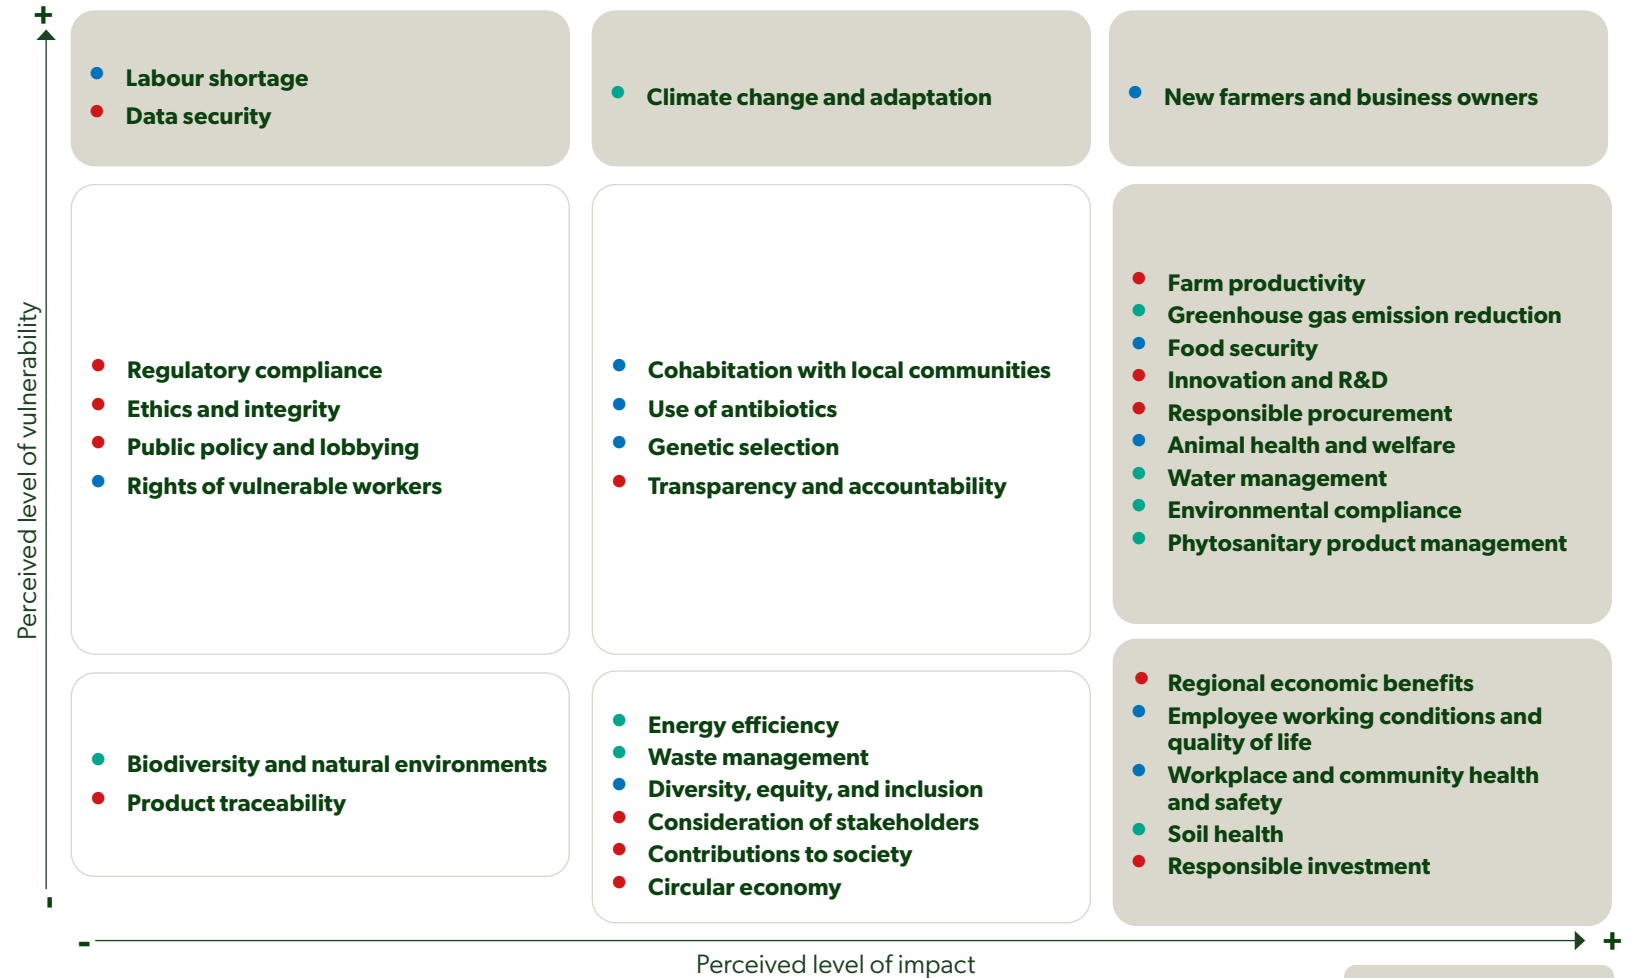 +
Labour shortage
Data security
Climate change and adaptation
New farmers and business owners
Perceived level of vulnerability
Regulatory compliance
Ethics and integrity
Public policy and lobbying
Rights of vulnerable workers
Cohabitation with local communities
Use of antibiotics
Genetic selection
Transparency and accountability
Farm productivity
Greenhouse gas emission reduction
Food security
Innovation and R&D
Responsible procurement
Animal health and welfare
Water management
Environmental compliance
Phytosanitary product management
Biodiversity and natural environments
Product traceability
Energy efficiency
Waste management
Diversity, equity, and inclusion
Consideration of stakeholders
Contributions to society
Circular economy
Regional economic benefits
Employee working conditions and
quality of life
Workplace and community health
and safety
Soil health
Responsible investment
-
-
+
Perceived level of impact